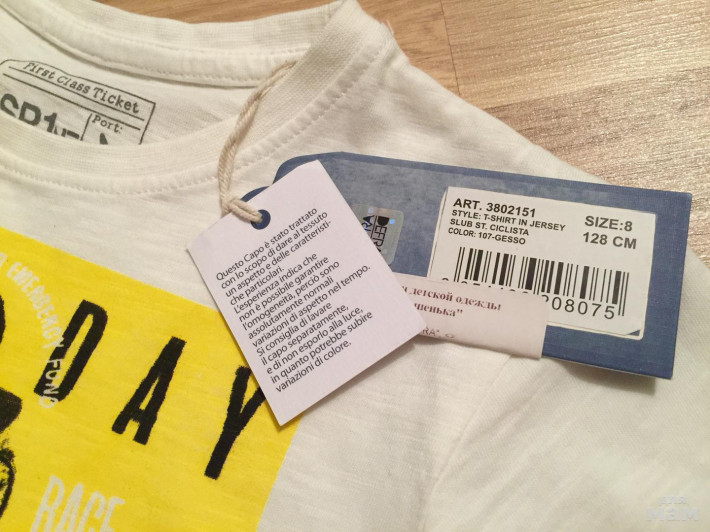 First Class Ticket
Port:
ART. 3802151
STYLE: T-SHIRT IN JERSEY
SLUB ST. CICLISTA
COLOR: 107-GESSO
SIZE:8
128 CM
08075
Questo Capo è stato trattato
con lo scopo di dare al tessuto
un aspetto e delle caratteristi-
che particolari.
L'esperienza indica che
non è possibile garantire
l'omogeneità, perciò sono
assolutamente normali
variazioni di aspetto nel tempo.
Si consiglia di lavare
il capo separatamente,
e di non esporlo alla luce,
in quanto potrebbe subire
variazioni di colore.
детской одежды
DAY
EMERGENCY FUND
RACE